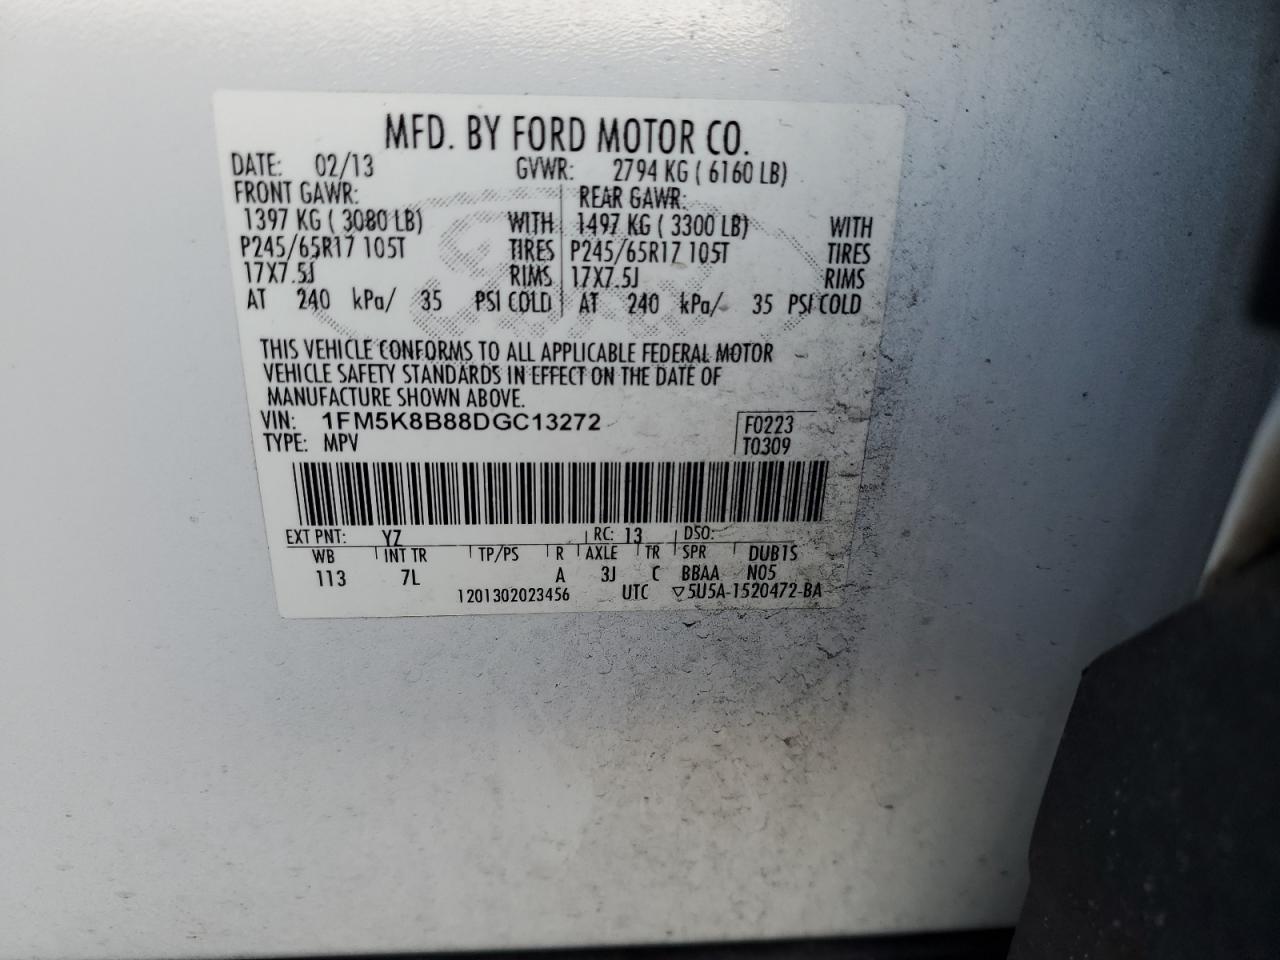 MFD. BY FORD MOTOR CO.
DATE: 02/13 GVWR: 2794 KG ( 6160 LB)
FRONT GAWR: REAR GAWR:
1397 KG ( 3080 LB) WITH 1497 KG ( 3300 LB) WITH
P245/65R17 105T TIRES P245/65R17 105T TIRES
17X7.5J RIMS 17X7.5J RIMS
AT 240 kPa/ 35 PSI COLD AT 240 kPa/ 35 PSI COLD
THIS VEHICLE CONFORMS TO ALL APPLICABLE FEDERAL MOTOR
VEHICLE SAFETY STANDARDS IN EFFECT ON THE DATE OF
MANUFACTURE SHOWN ABOVE.
VIN: 1FM5K8B88DGC13272 F0223
TYPE: MPV T0309
EXT PNT: YZ RC: 13 DSO:
WB INT TR TP/PS R AXLE TR SPR DUB1S
113 7L A 3J C BBAA N05
1201302023456 UTC ▽5U5A-1520472-BA